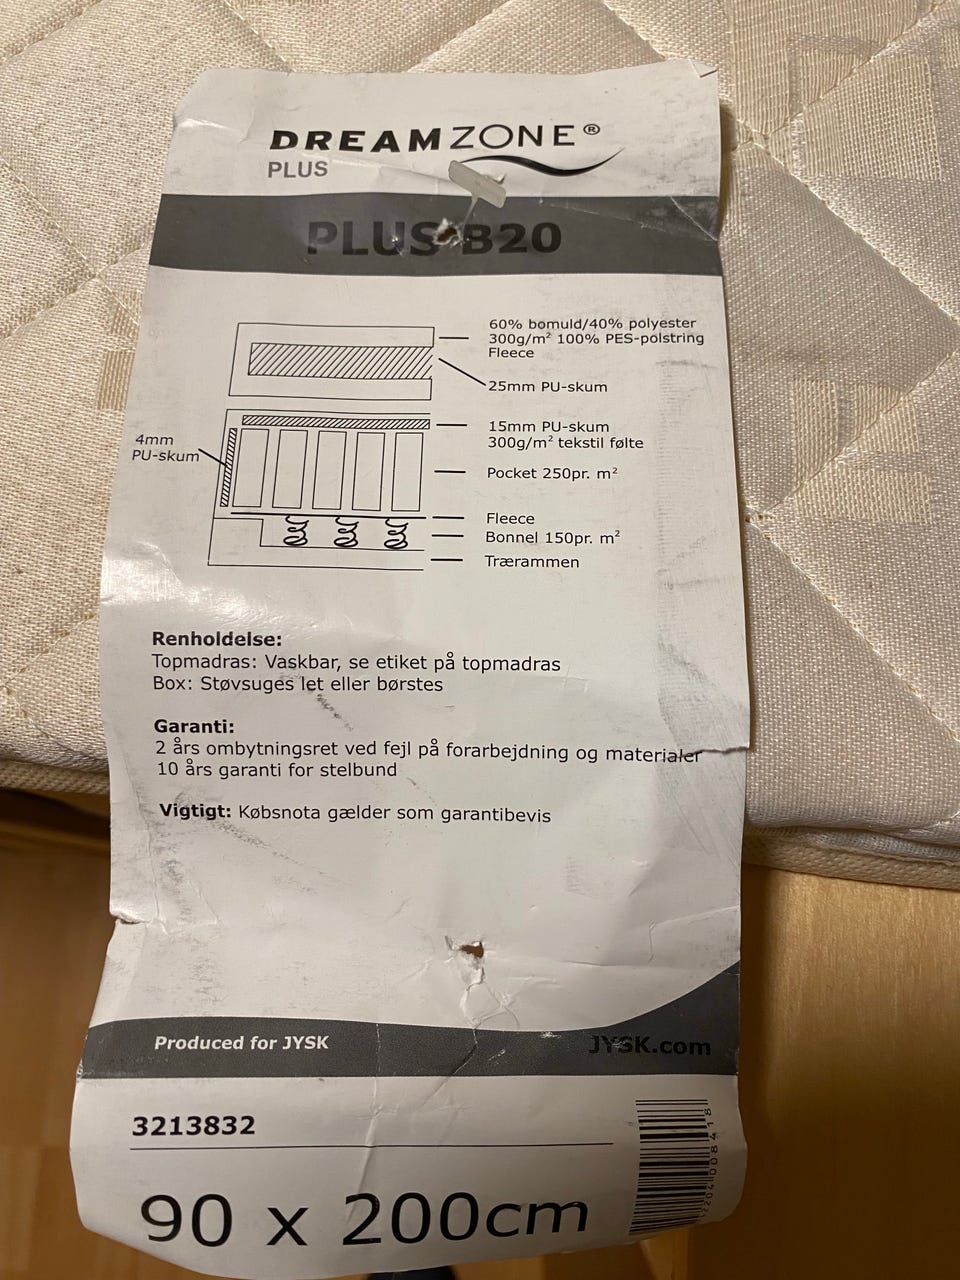 DREAMZONE®
PLUS
PLUS B20
60% bomuld/40% polyester
300g/m² 100% PES-polstring
Fleece
25mm PU-skum
15mm PU-skum
300g/m² tekstil følte
4mm
PU-skum
Pocket 250pr. m²
Fleece
Bonnel 150pr. m²
Trærammen
Renholdelse:
Topmadras: Vaskbar, se etiket på topmadras
Box: Støvsuges let eller børstes
Garanti:
2 års ombytningsret ved fejl på forarbejdning og materialer
10 års garanti for stelbund
Vigtigt: Købsnota gælder som garantibevis
Produced for JYSK
JYSK.com
3213832
90 x 200cm